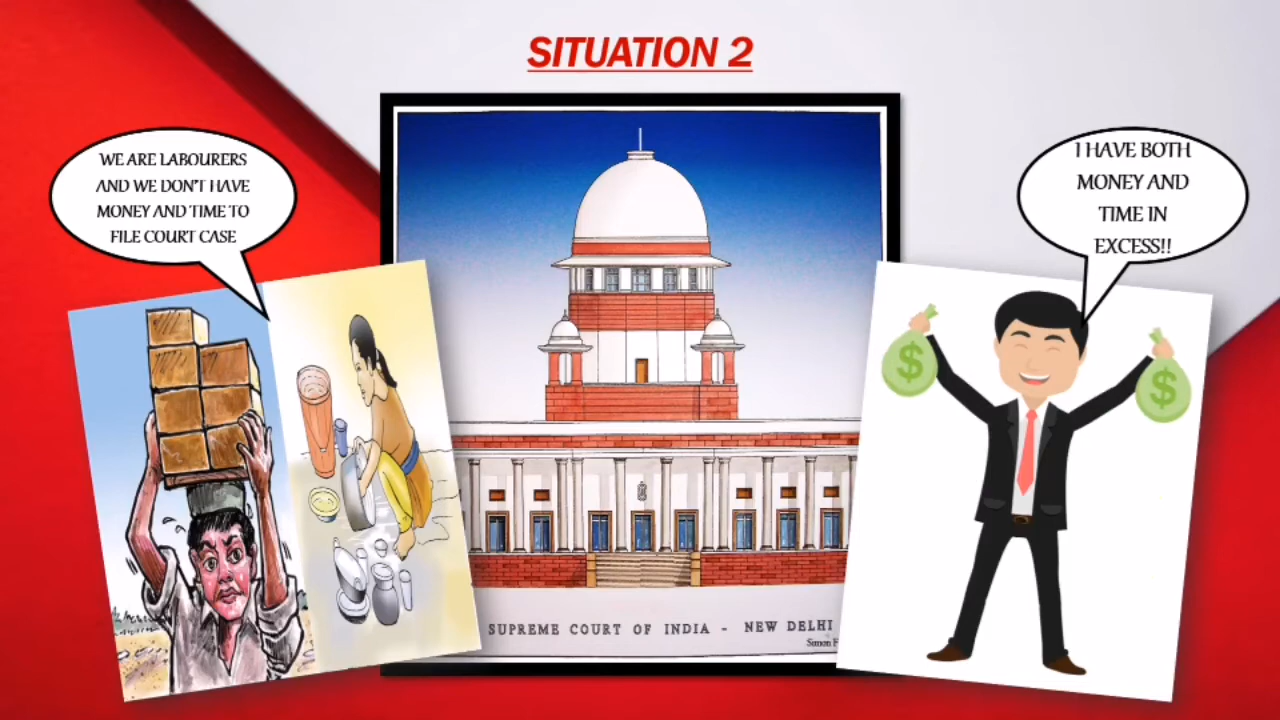 SITUATION 2
WE ARE LABOURERS
AND WE DON'T HAVE
MONEY AND TIME TO
FILE COURT CASE
I HAVE BOTH
MONEY AND
TIME IN
EXCESS!!
$
$
SUPREME COURT OF INDIA - NEW DELHI
Simon